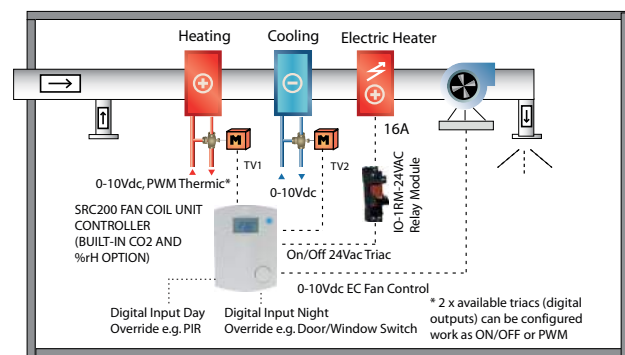 Heating
Cooling
Electric Heater
16A
M
TV1
M
TV2
0-10Vdc, PWM Thermic*
0-10Vdc
IO-1RM-24VAC
Relay Module
SRC200 FAN COIL UNIT
CONTROLLER
(BUILT-IN CO2 AND
%rH OPTION)
On/Off 24Vac Triac
0-10Vdc EC Fan Control
Digital Input Day
Override e.g. PIR
Digital Input Night
Override e.g. Door/Window Switch
* 2 x available triacs (digital
outputs) can be configured
work as ON/OFF or PWM